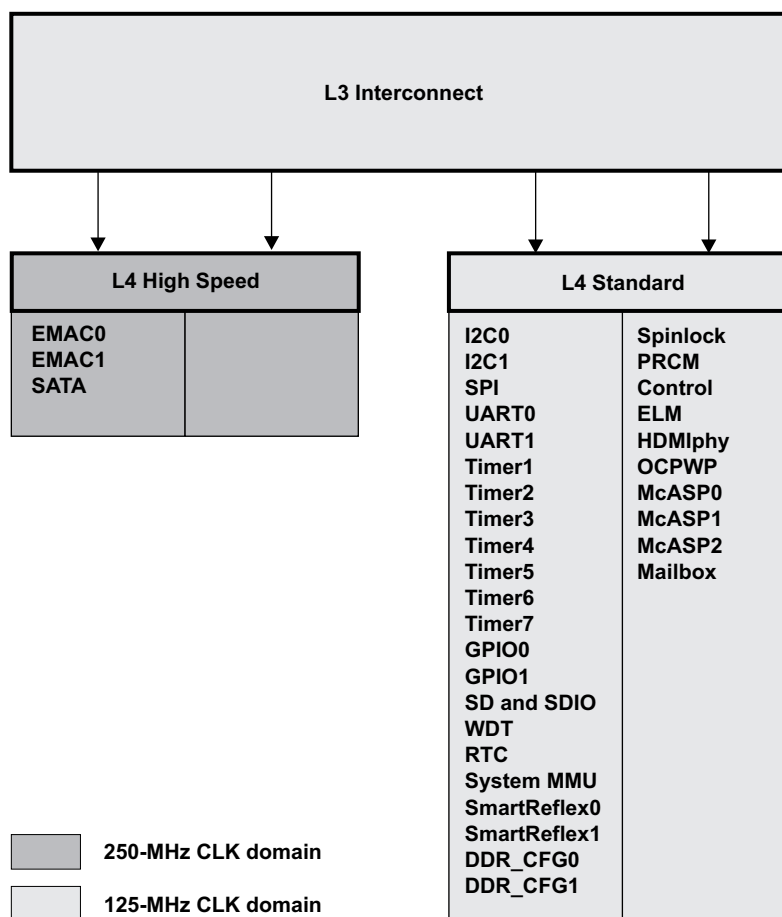 L3 Interconnect
L4 High Speed
EMAC0
EMAC1
SATA
L4 Standard
I2C0
I2C1
SPI
UART0
UART1
Timer1
Timer2
Timer3
Timer4
Timer5
Timer6
Timer7
GPIO0
GPIO1
SD and SDIO
WDT
RTC
System MMU
SmartReflex0
SmartReflex1
DDR_CFG0
DDR_CFG1
Spinlock
PRCM
Control
ELM
HDMIphy
OCPWP
McASP0
McASP1
McASP2
Mailbox
250-MHz CLK domain
125-MHz CLK domain